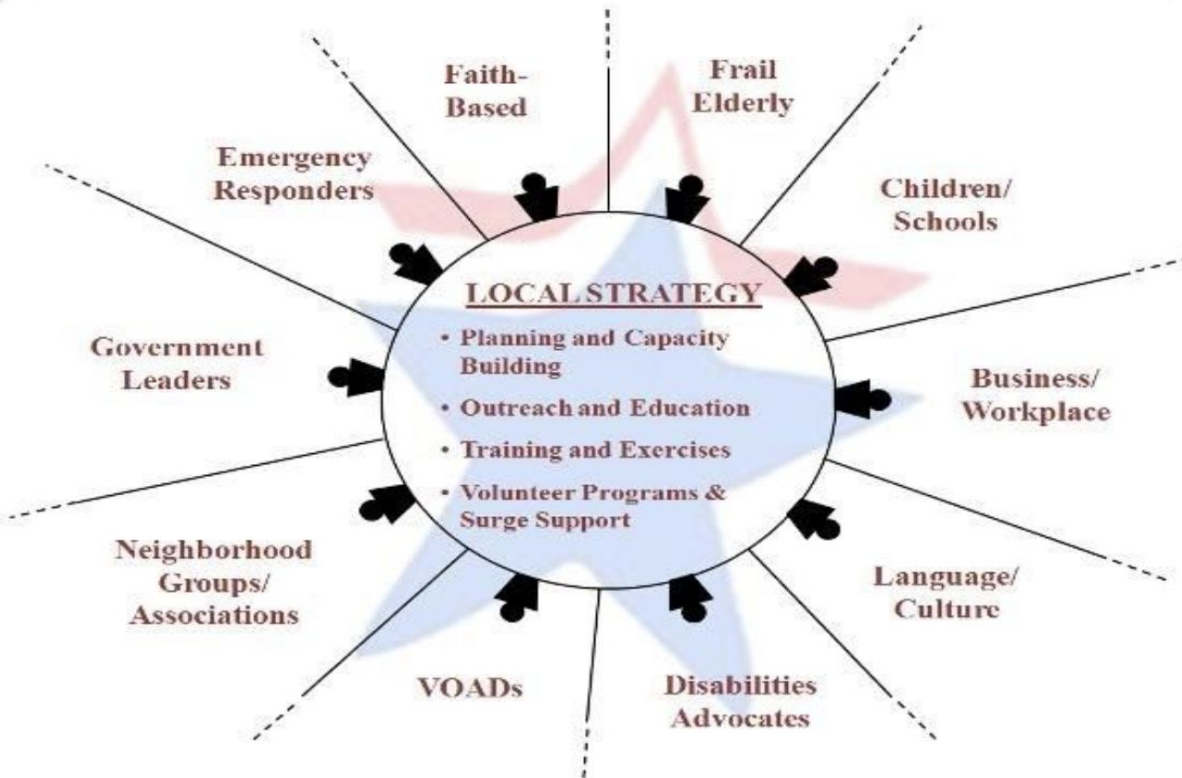 Faith-
Based
Frail
Elderly
Emergency
Responders
Children/
Schools
Government
Leaders
LOCAL STRATEGY
• Planning and Capacity
Building
• Outreach and Education
• Training and Exercises
• Volunteer Programs &
Surge Support
Business/
Workplace
Neighborhood
Groups/
Associations
Language/
Culture
VOADs
Disabilities
Advocates